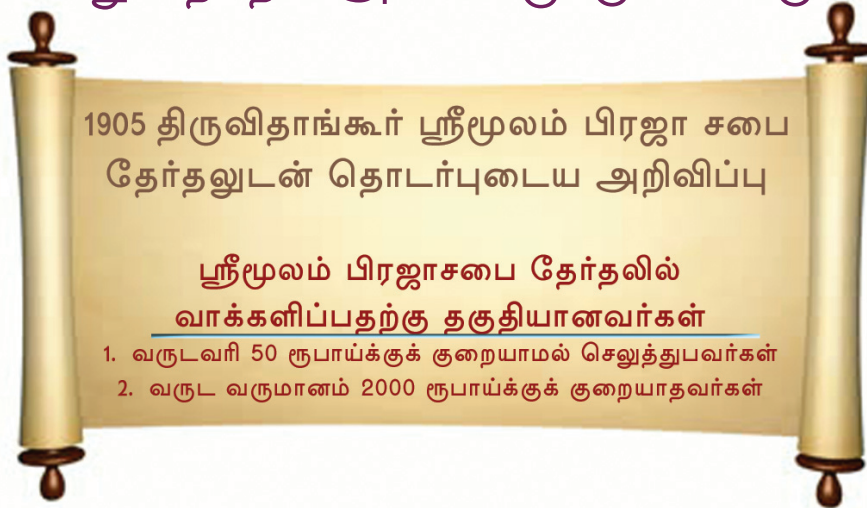 1905 திருவிதாங்கூர் ஸ்ரீமூலம் பிரஜா சபை
தேர்தலுடன் தொடர்புடைய அறிவிப்பு
ஸ்ரீமூலம் பிரஜாசபை தேர்தலில்
வாக்களிப்பதற்கு தகுதியானவர்கள்
1. வருடவரி 50 ரூபாய்க்குக் குறையாமல் செலுத்துபவர்கள்
2. வருட வருமானம் 2000 ரூபாய்க்குக் குறையாதவர்கள்